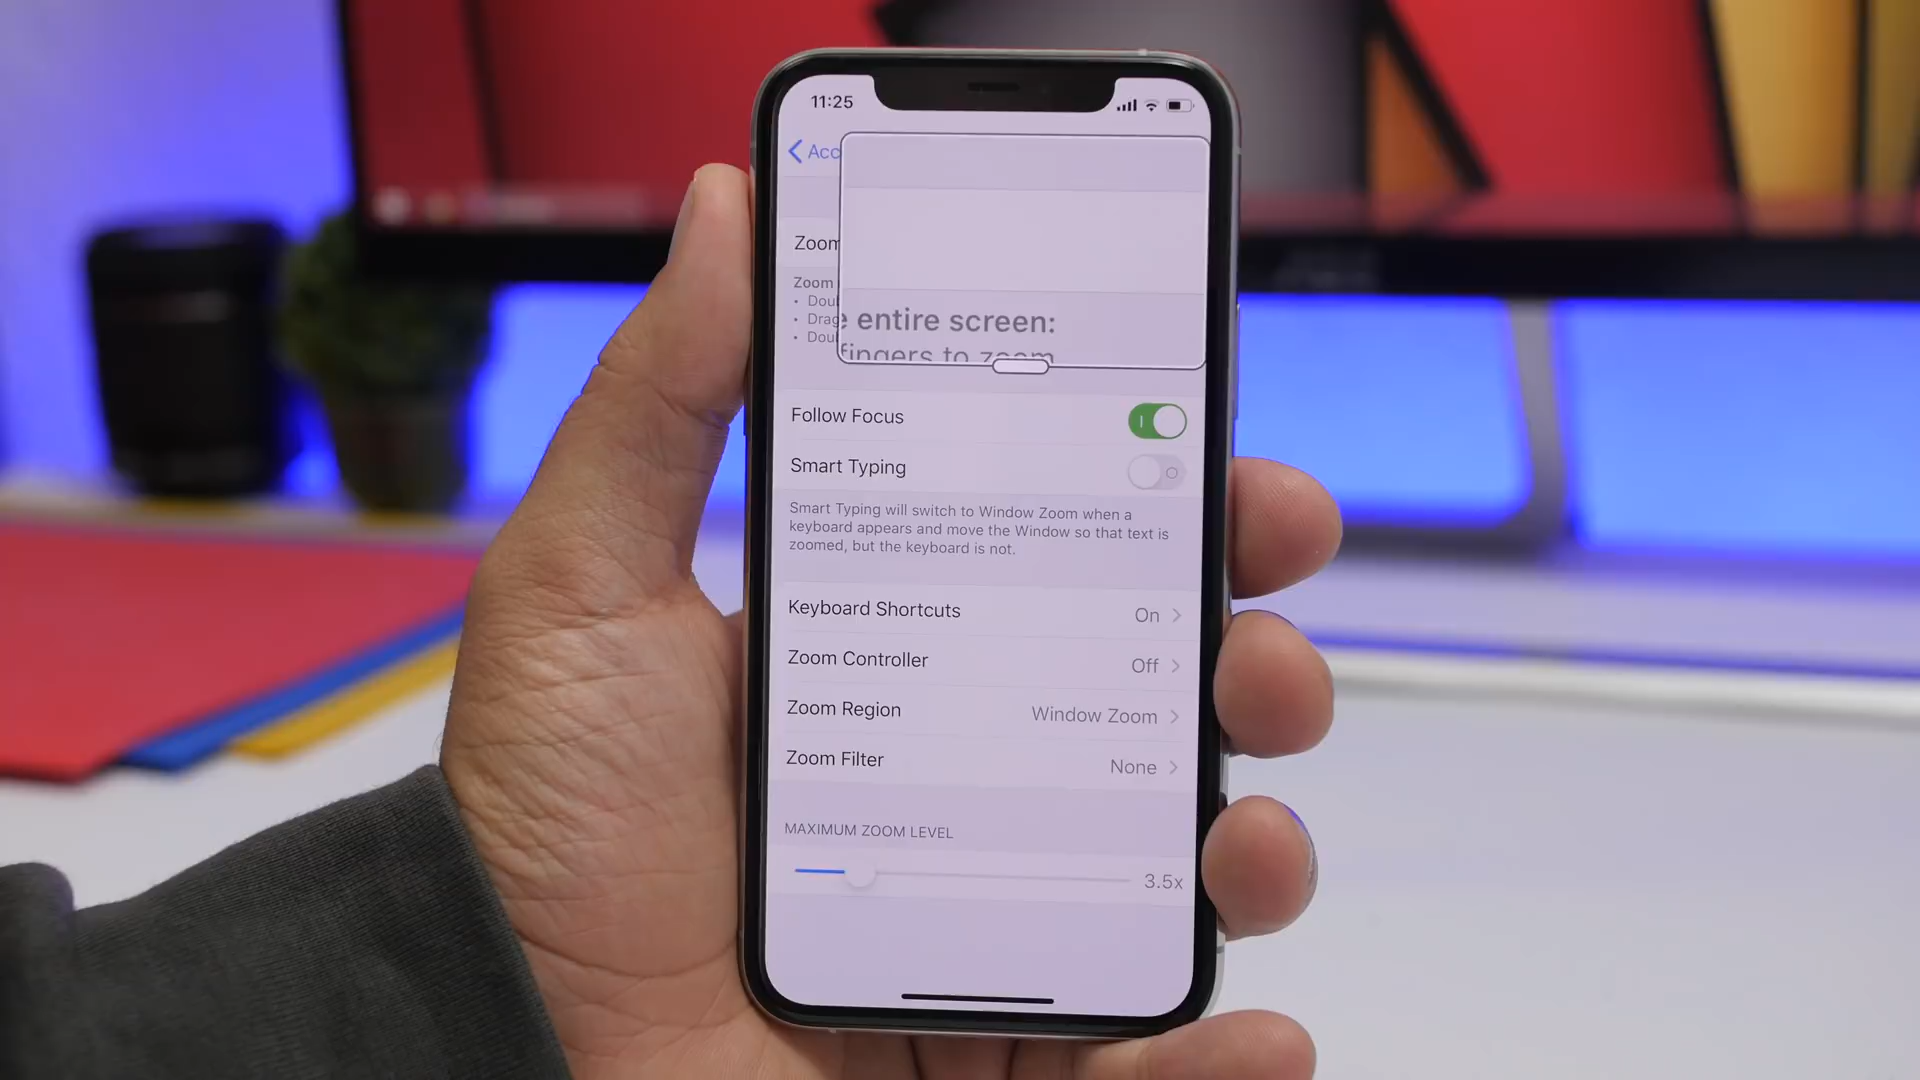 11:25
Acc
Zoom
Zoom
• Doul
• Drag
• Doul
e entire screen:
fingers to zoom
Follow Focus
Smart Typing
Smart Typing will switch to Window Zoom when a
keyboard appears and move the Window so that text is
zoomed, but the keyboard is not.
Keyboard Shortcuts On
Zoom Controller Off
Zoom Region Window Zoom
Zoom Filter None
MAXIMUM ZOOM LEVEL
3.5x